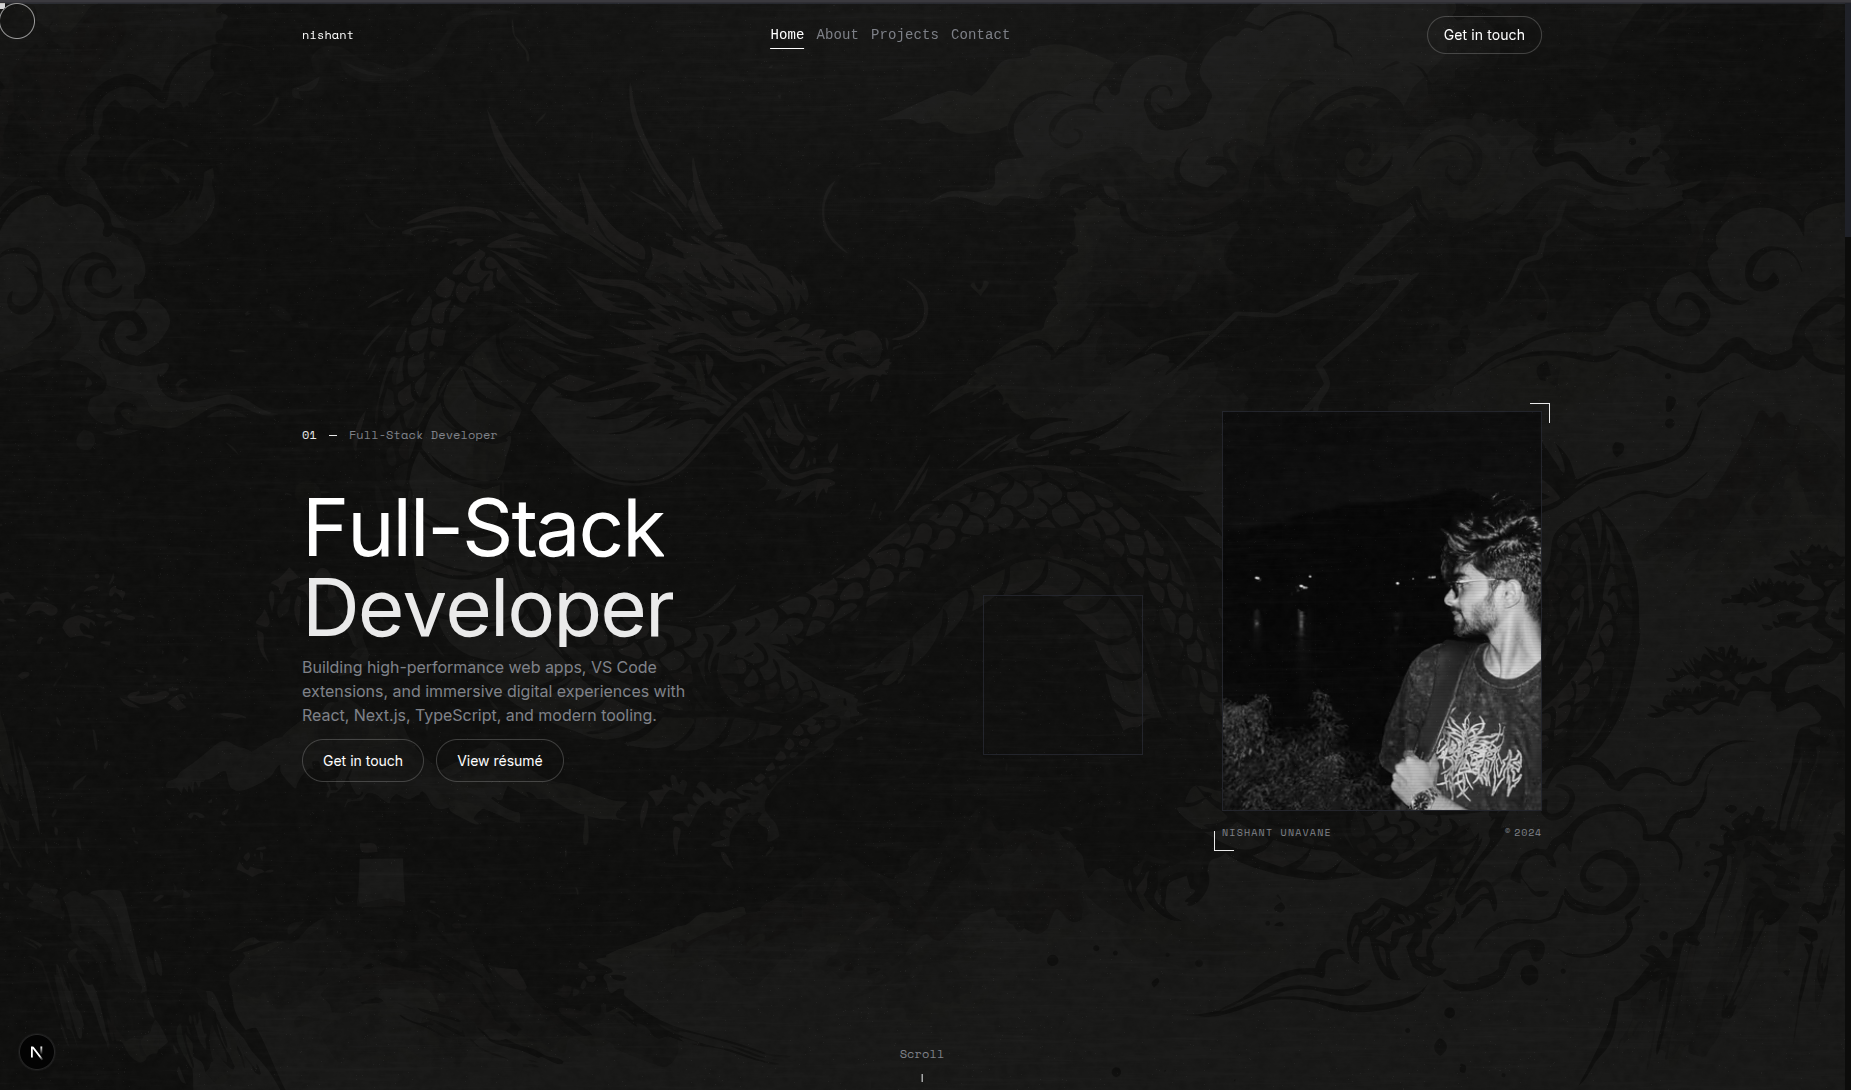 nishant
Home About Projects Contact
Get in touch
01 — Full-Stack Developer
Full-Stack
Developer
Building high-performance web apps, VS Code
extensions, and immersive digital experiences with
React, Next.js, TypeScript, and modern tooling.
Get in touch
View résumé
NISHANT UNAVANE
© 2024
Scroll
N